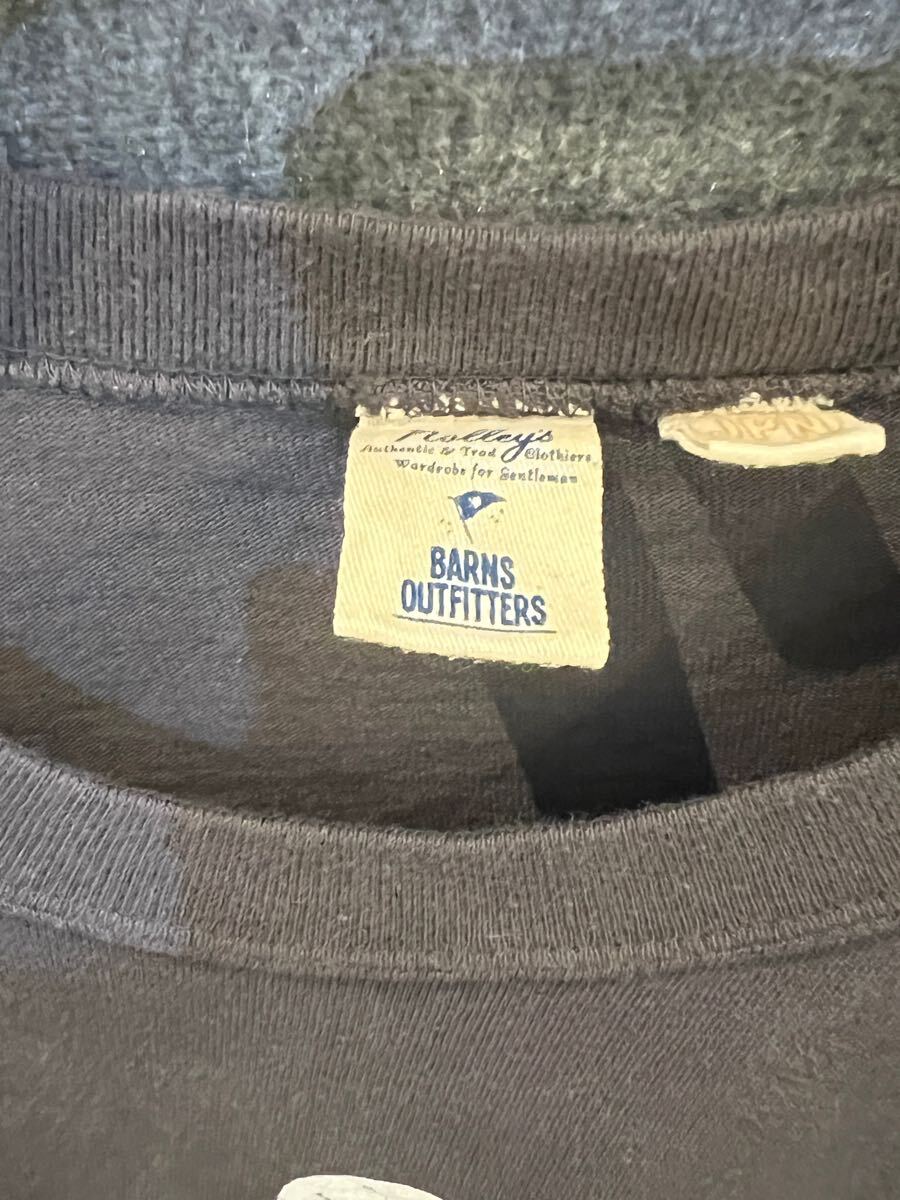 Authentic & Trad Clothiers
Wardrobe for Gentleman
BARNS
OUTFITTERS